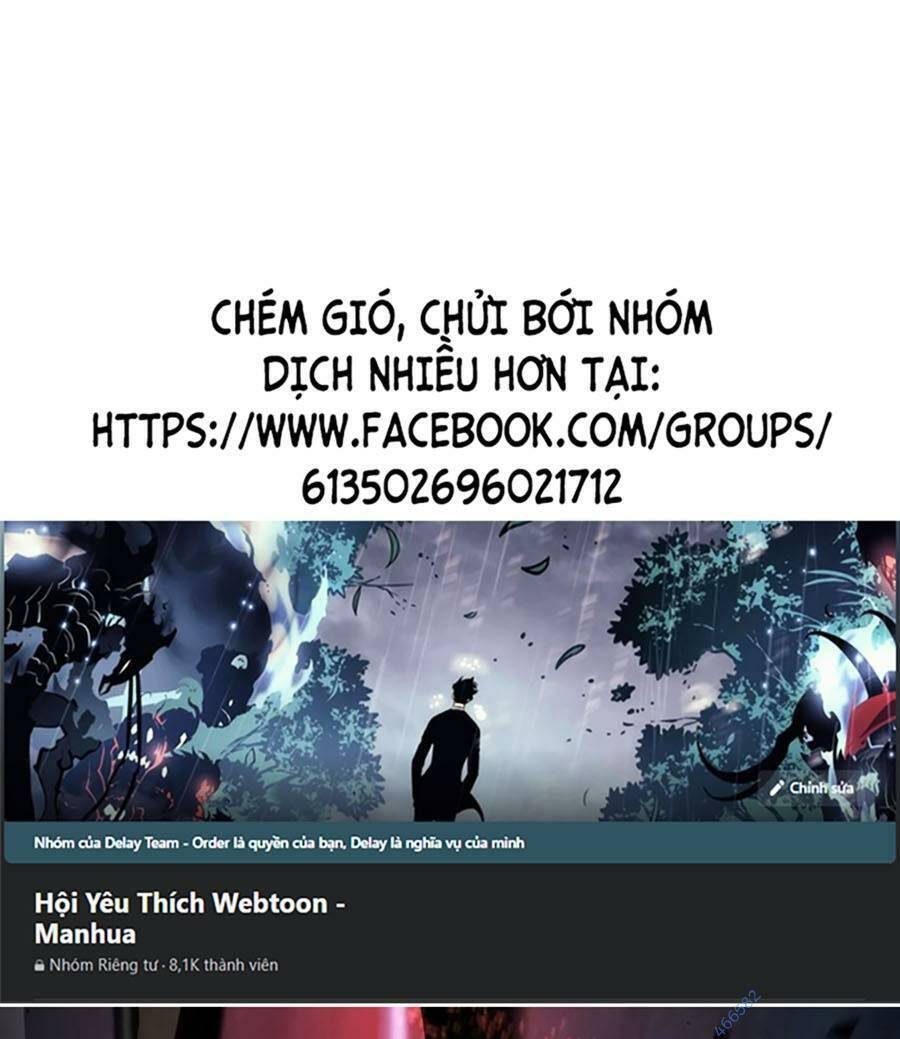 CHÉM GIÓ, CHỬI BỚI NHÓM
DỊCH NHIỀU HƠN TẠI:
HTTPS://WWW.FACEBOOK.COM/GROUPS/
613502696021712
Chỉnh sửa
Nhóm của Delay Team - Order là quyền của bạn, Delay là nghĩa vụ của mình
Hội Yêu Thích Webtoon -
Manhua
Nhóm Riêng tư · 8,1K thành viên
466582